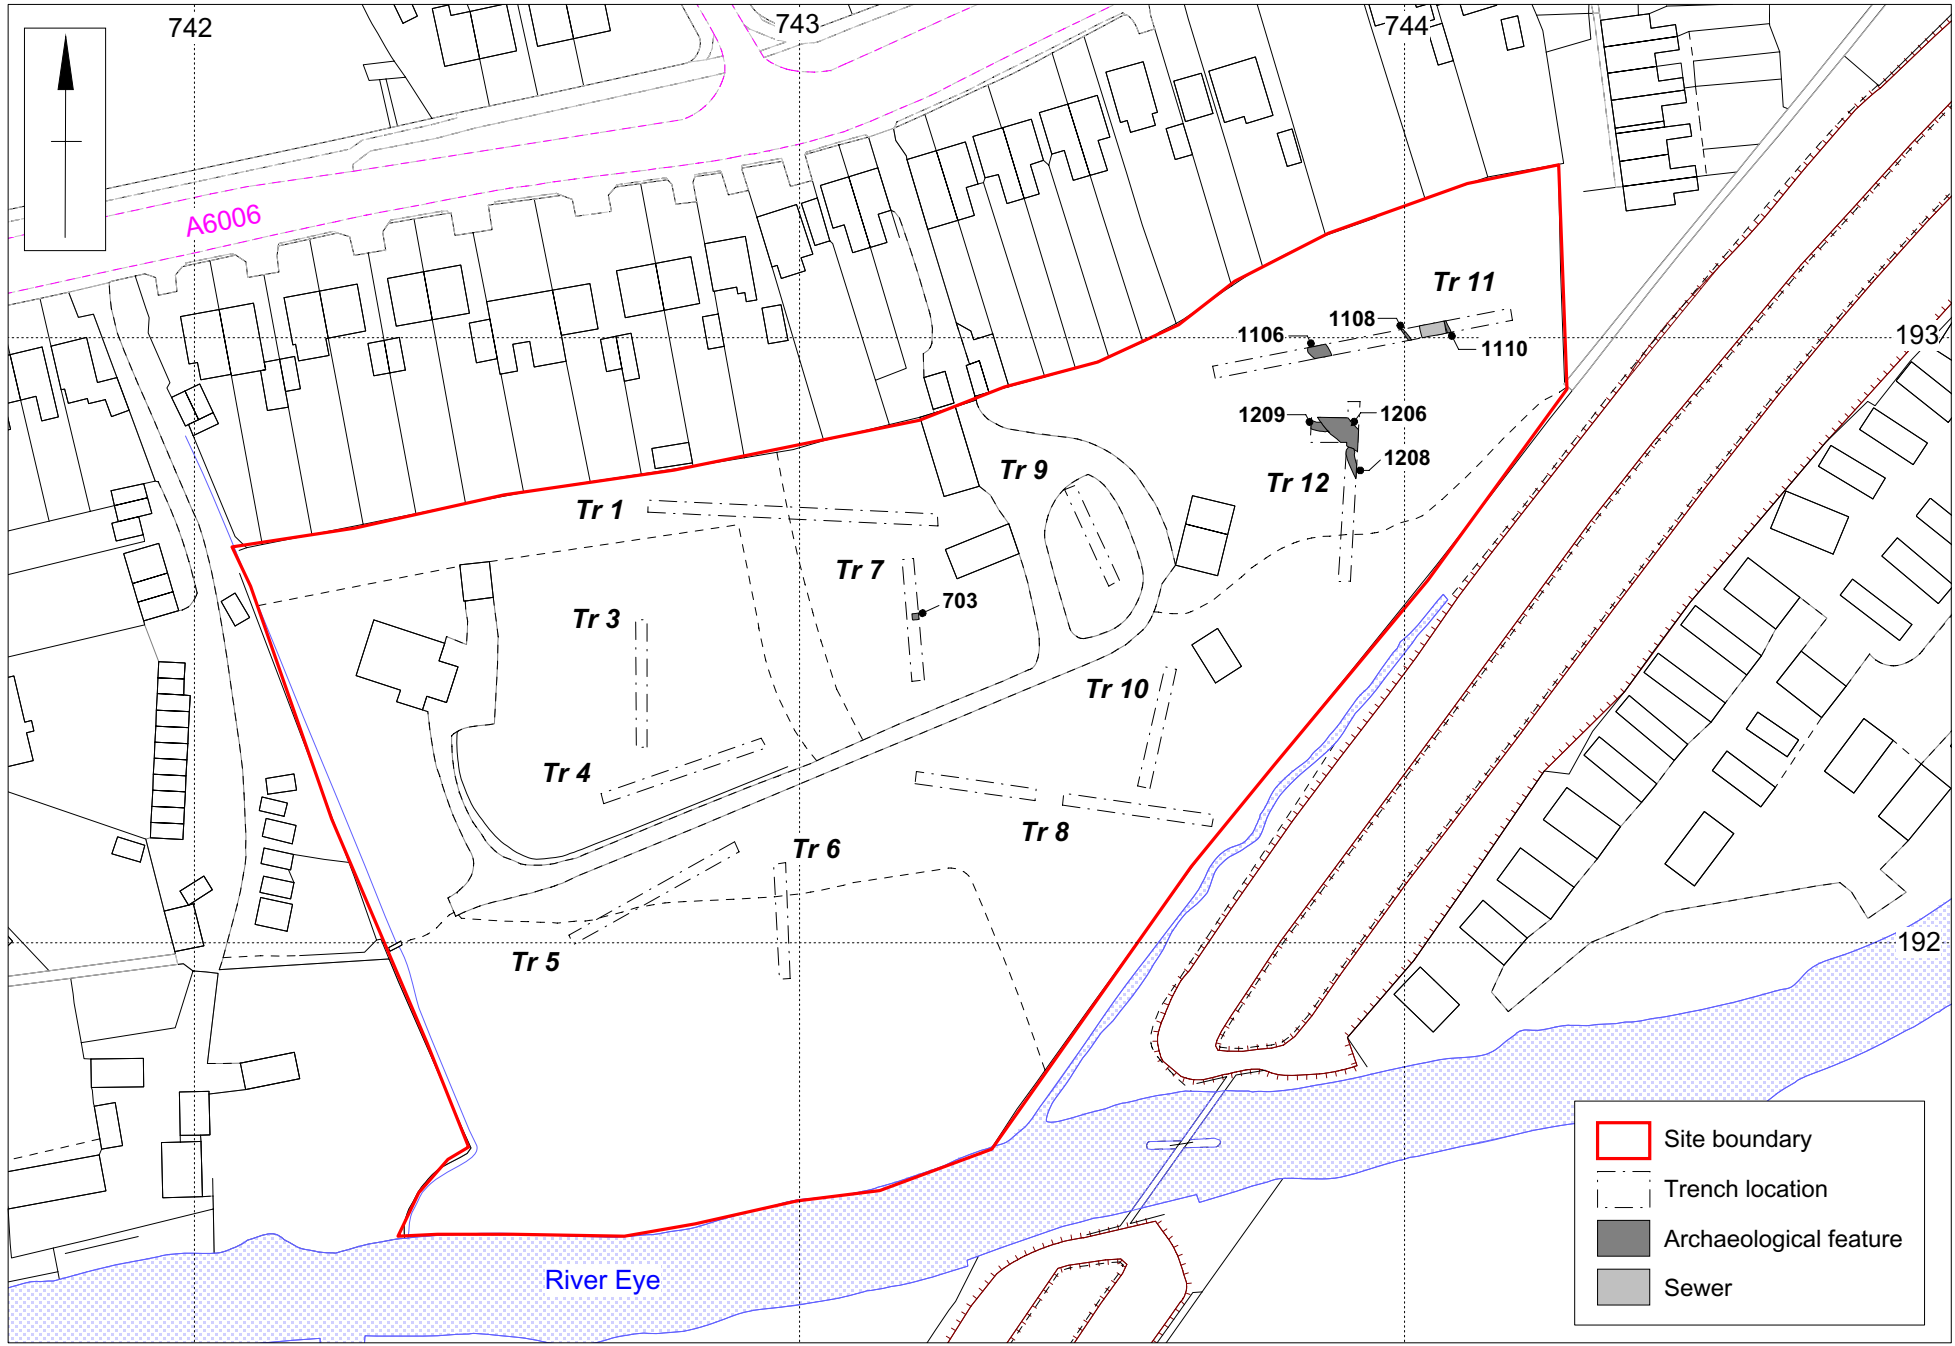 742
743
744
A6006
Tr 11
1108
1106
193
1110
1209
1206
1208
Tr 9
Tr 12
Tr 1
Tr 7
703
Tr 3
Tr 10
Tr 4
Tr 8
Tr 6
Tr 5
192
River Eye
Site boundary
Trench location
Archaeological feature
Sewer